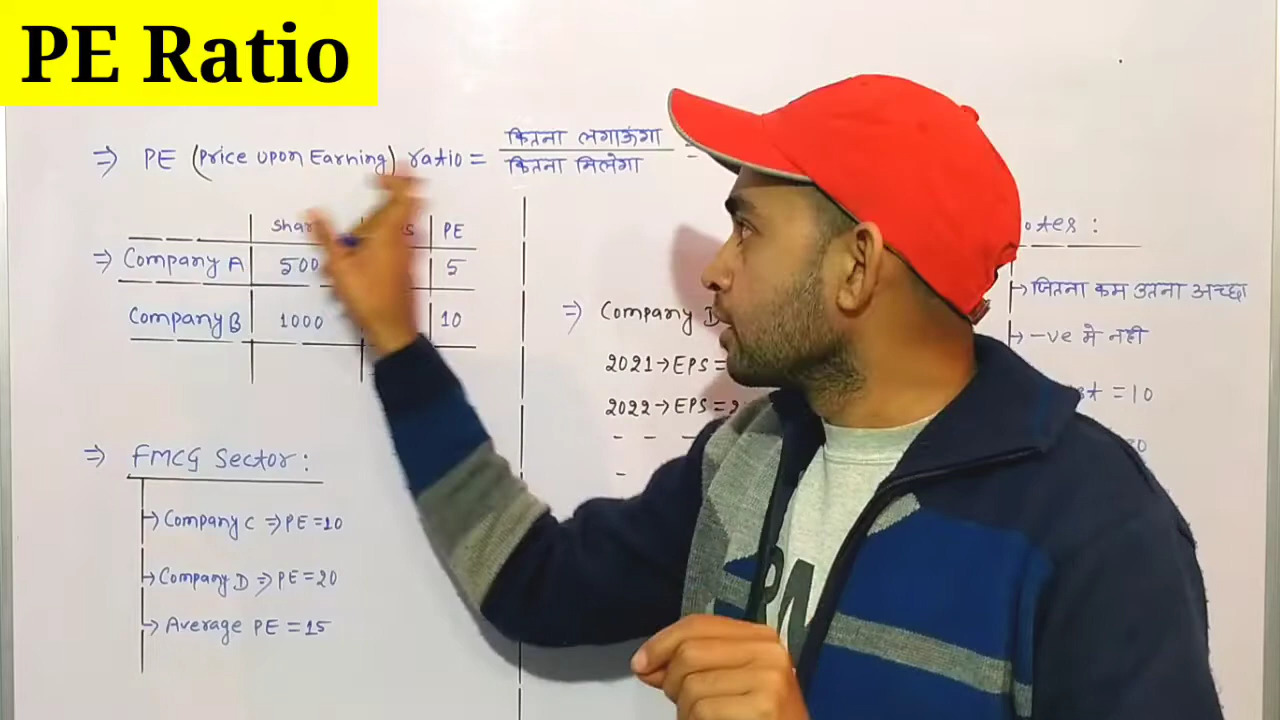 PE Ratio
⇒ PE (Price upon Earning) ratio = कितना लगाऊंगा / कितना मिलेगा =
PE
⇒ Company A 500 5
Company B 1000 10
⇒ FMCG Sector :
→ Company C ⇒ PE = 10
→ Company D ⇒ PE = 20
→ Average PE = 15
⇒ Company
2021 → EPS =
2022 → EPS = 2
:
→ जितना कम उतना अच्छा
→ -ve मे नही
= 10